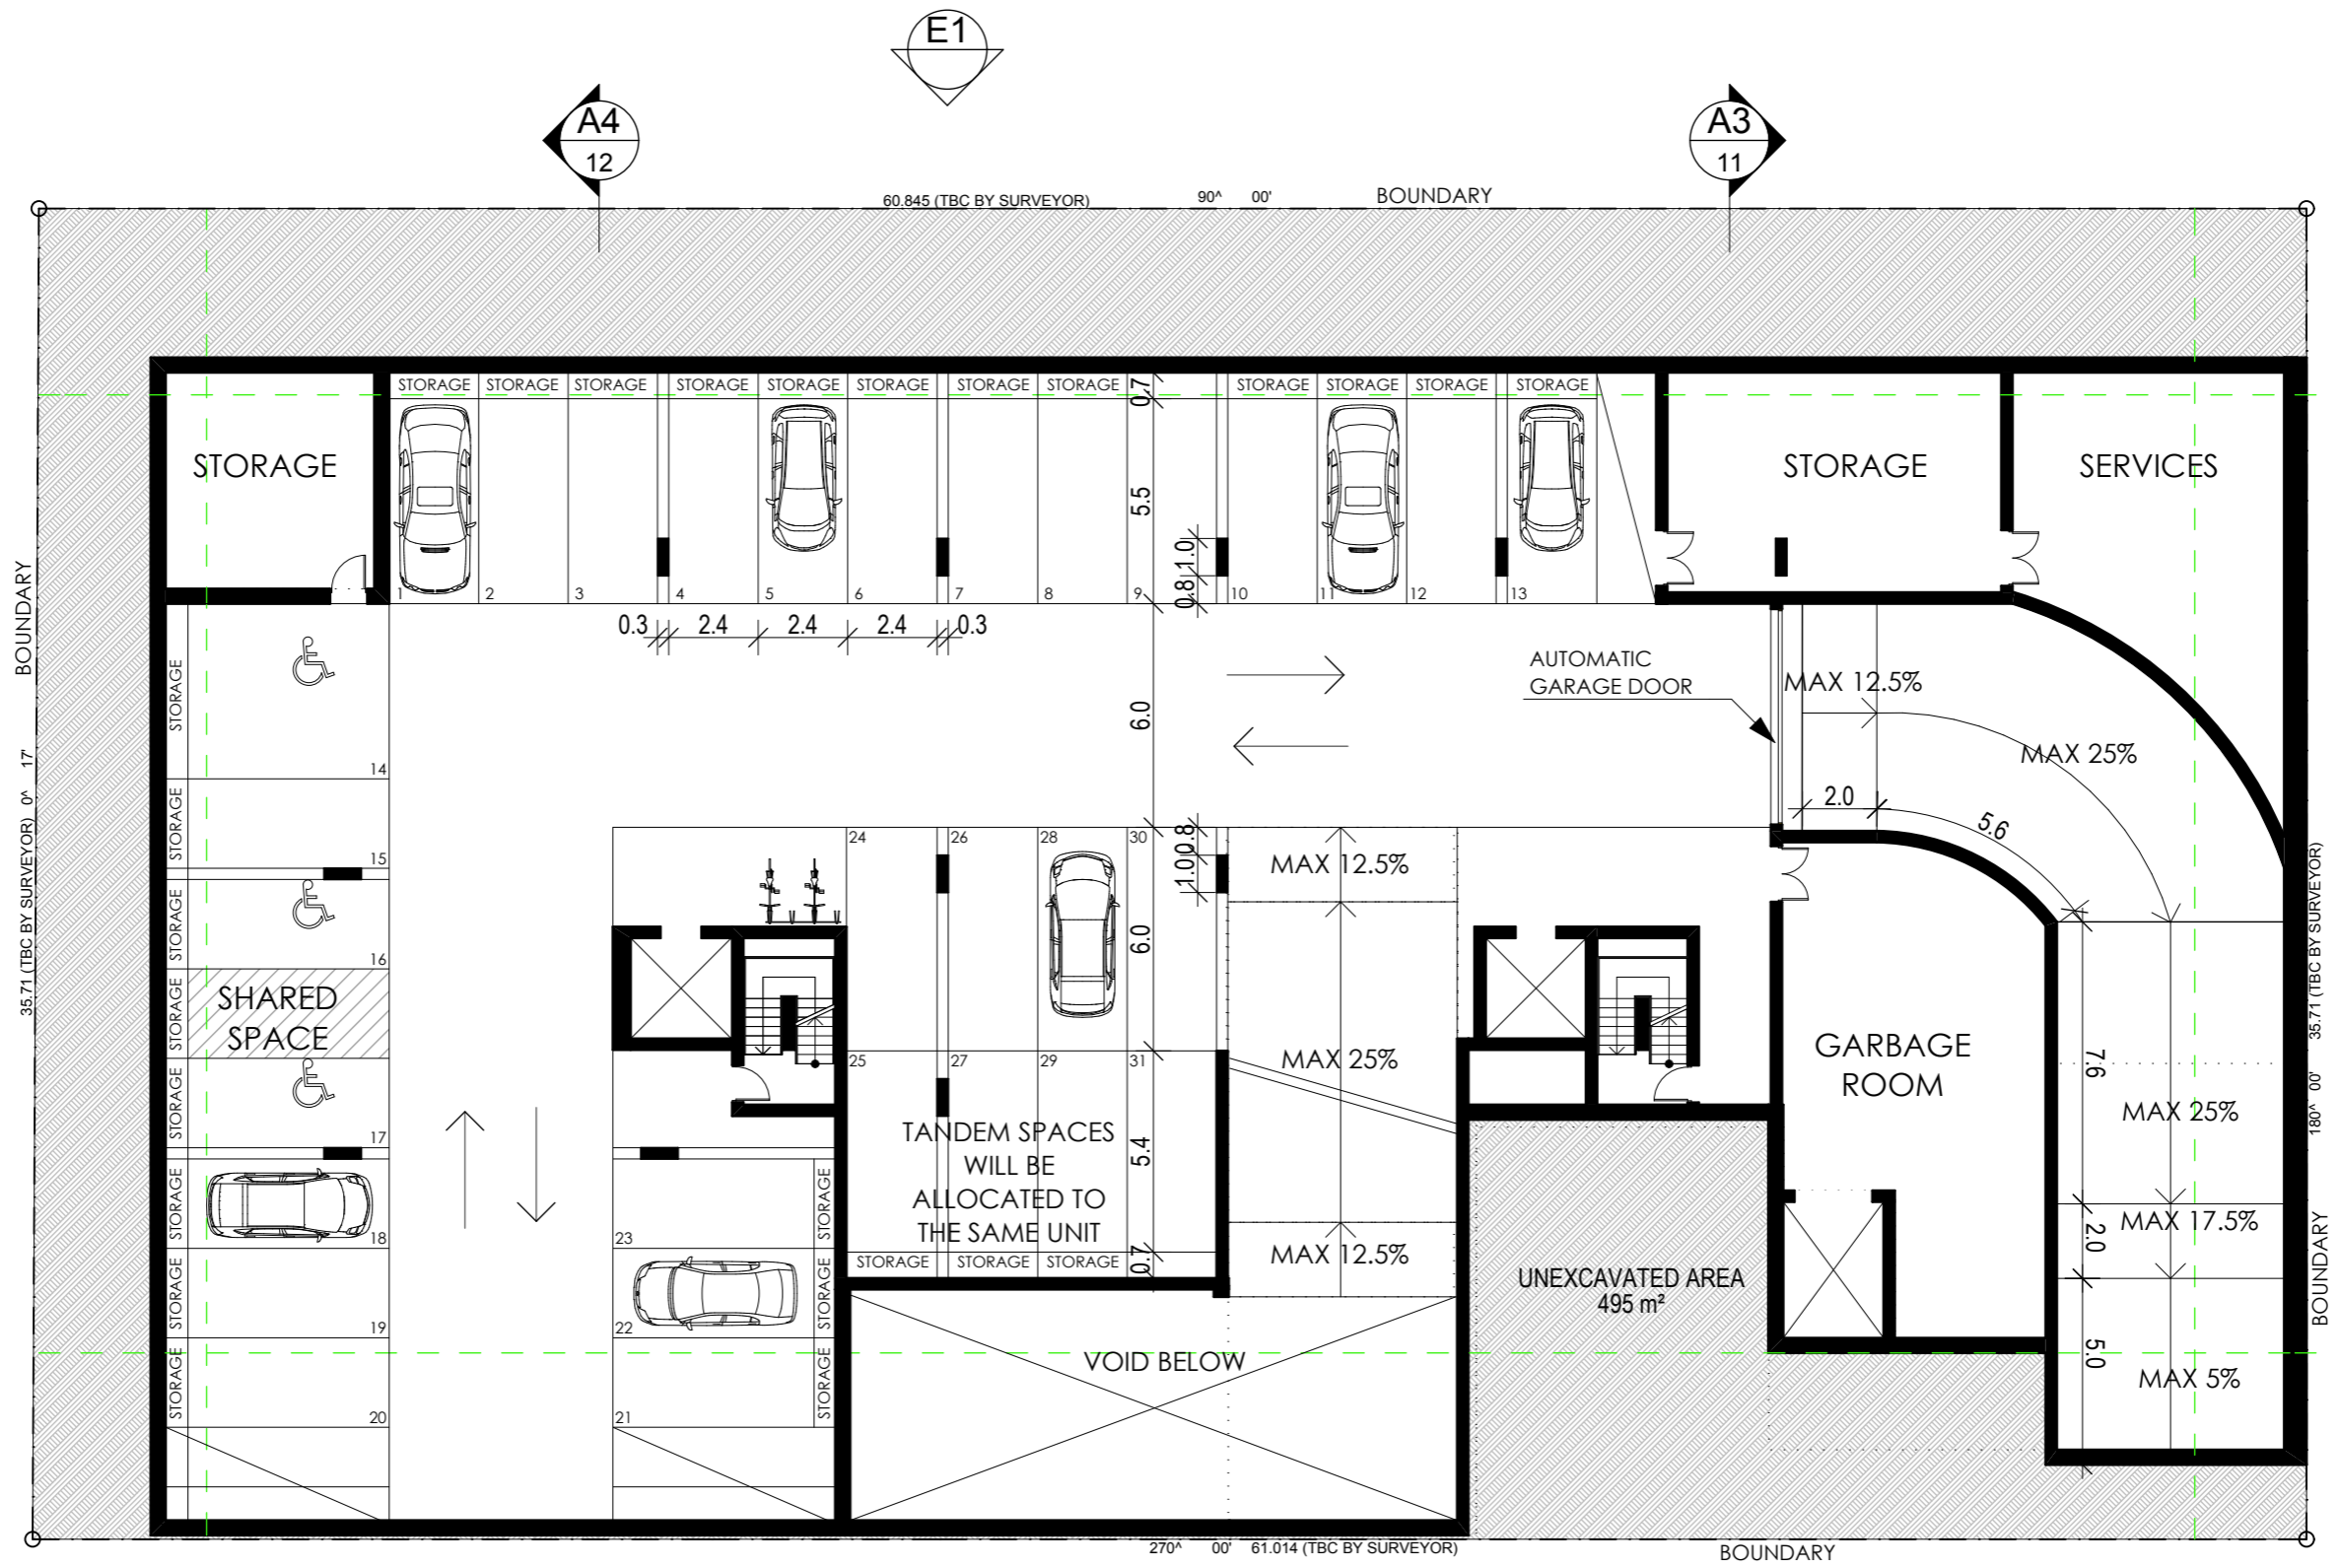 E1
A4
12
A3
11
60.845 (TBC BY SURVEYOR) 90^ 00' BOUNDARY
STORAGE STORAGE STORAGE STORAGE STORAGE STORAGE STORAGE STORAGE 0.7 STORAGE STORAGE STORAGE STORAGE
STORAGE
STORAGE
SERVICES
5.5
1.0
0.8
1 2 3 4 5 6 7 8 9 10 11 12 13
0.3 2.4 2.4 2.4 0.3
BOUNDARY
35.71 (TBC BY SURVEYOR) 0^ 17'
STORAGE
14
STORAGE
15
STORAGE
16
STORAGE
SHARED
SPACE
STORAGE
17
STORAGE
18
STORAGE
19
STORAGE
20
6.0
AUTOMATIC
GARAGE DOOR
MAX 12.5%
MAX 25%
2.0
5.6
24 26 28 30
0.8
1.0
6.0
MAX 12.5%
MAX 25%
MAX 12.5%
25 27 29 31
TANDEM SPACES
WILL BE
ALLOCATED TO
THE SAME UNIT
5.4
STORAGE STORAGE STORAGE 0.7
23
STORAGE
22
STORAGE
21
STORAGE
VOID BELOW
GARBAGE
ROOM
UNEXCAVATED AREA
495 m²
7.6
MAX 25%
2.0
MAX 17.5%
5.0
MAX 5%
35.71 (TBC BY SURVEYOR)
180^ 00'
BOUNDARY
270^ 00' 61.014 (TBC BY SURVEYOR)
BOUNDARY